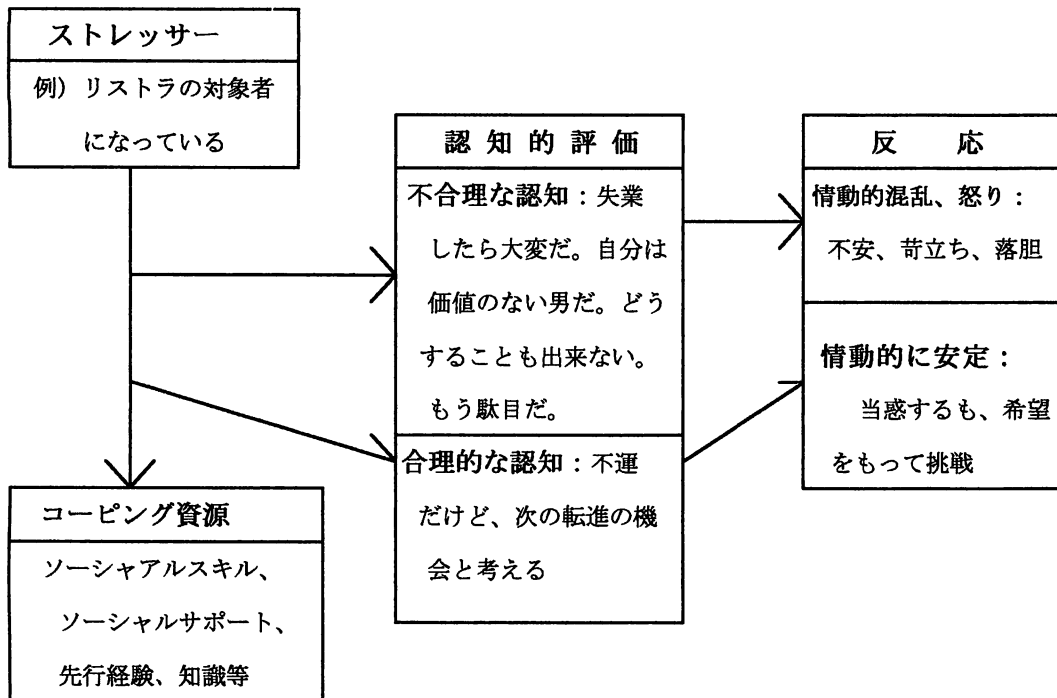 ストレッサー
例）リストラの対象者
になっている
認知的評価
不合理な認知：失業
したら大変だ。自分は
価値のない男だ。どう
することも出来ない。
もう駄目だ。
合理的な認知：不運
だけど、次の転進の機
会と考える
反　応
情動的混乱、怒り：
不安、苛立ち、落胆
情動的に安定：
当惑するも、希望
をもって挑戦
コーピング資源
ソーシャアルスキル、
ソーシャルサポート、
先行経験、知識等